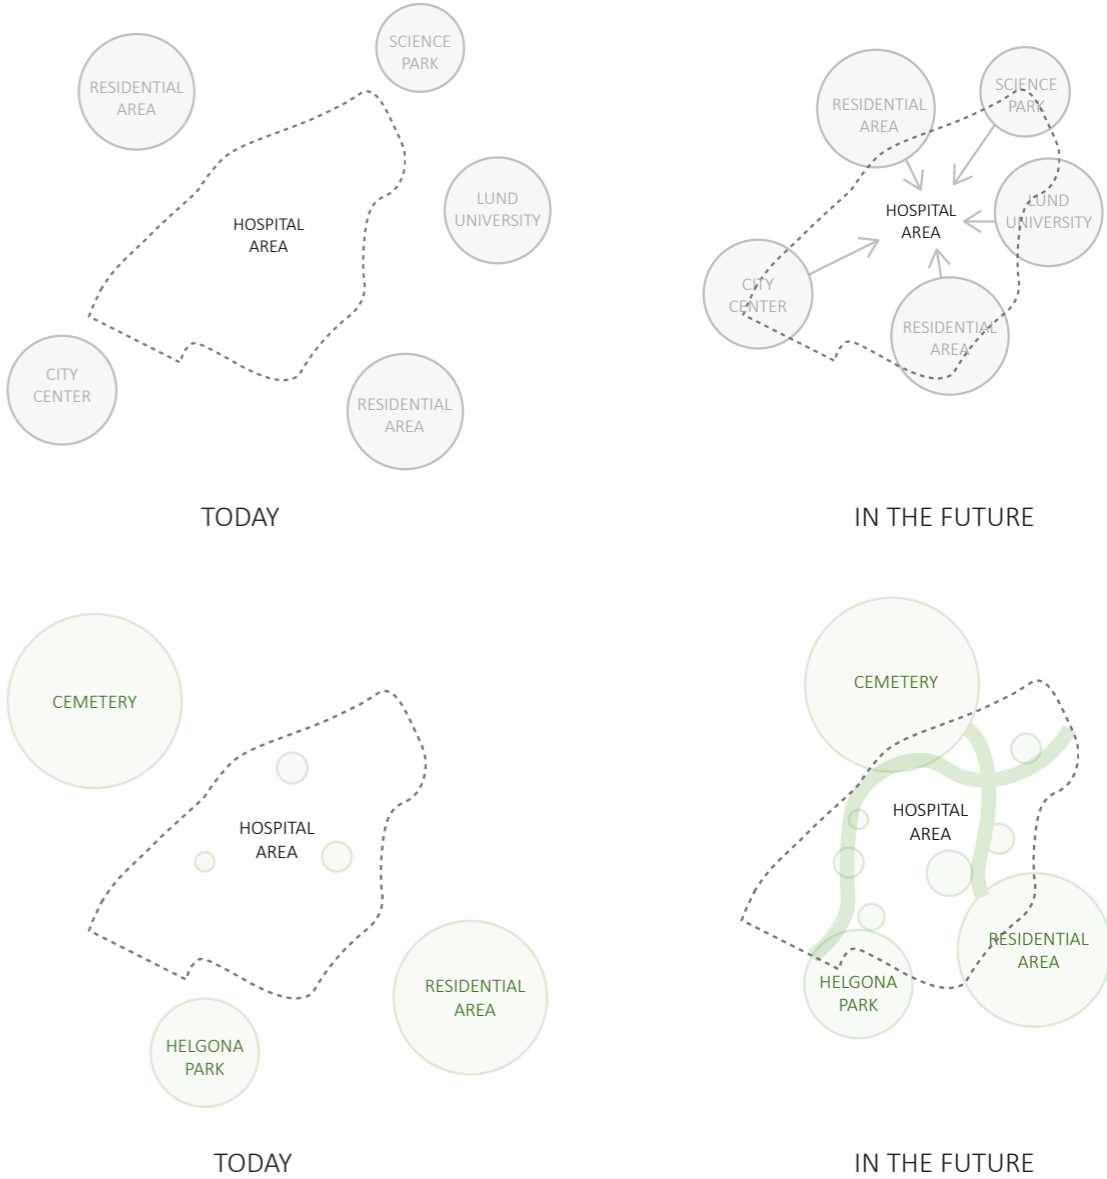 RESIDENTIAL
AREA
SCIENCE
PARK
LUND
UNIVERSITY
HOSPITAL
AREA
CITY
CENTER
RESIDENTIAL
AREA
TODAY
RESIDENTIAL
AREA
SCIENCE
PARK
LUND
UNIVERSITY
HOSPITAL
AREA
CITY
CENTER
RESIDENTIAL
AREA
IN THE FUTURE
CEMETERY
HOSPITAL
AREA
RESIDENTIAL
AREA
HELGONA
PARK
TODAY
CEMETERY
HOSPITAL
AREA
RESIDENTIAL
AREA
HELGONA
PARK
IN THE FUTURE